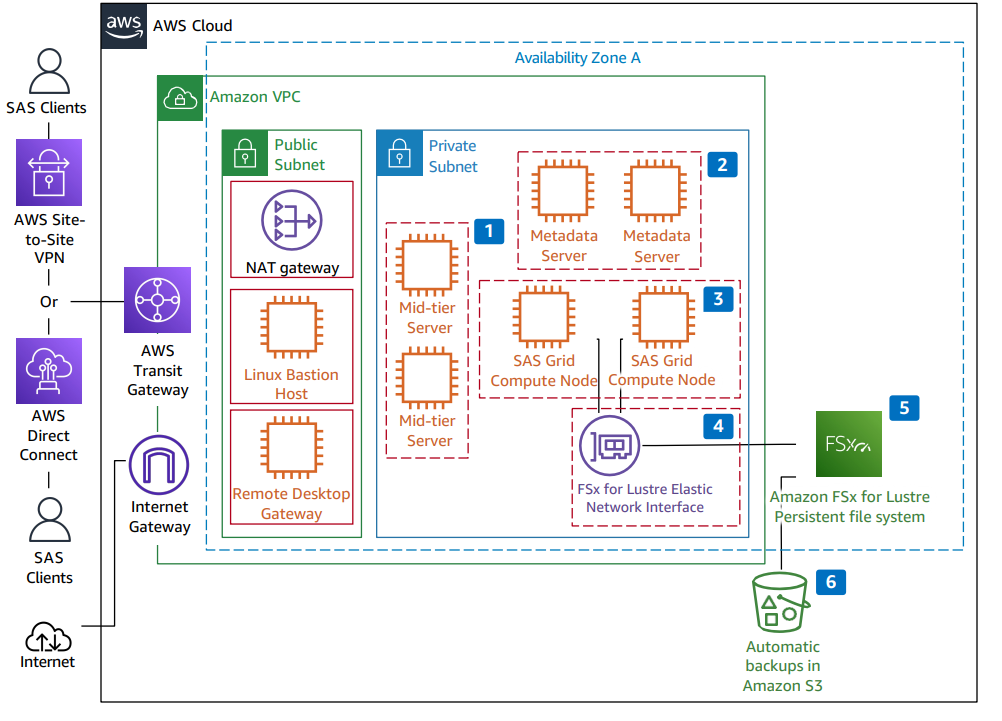 aws
AWS Cloud
Availability Zone A
SAS Clients
Amazon VPC
AWS Site-
to-Site
VPN
Or
AWS
Direct
Connect
SAS
Clients
Internet
AWS
Transit
Gateway
Internet
Gateway
Public
Subnet
NAT gateway
Linux Bastion
Host
Remote Desktop
Gateway
Private
Subnet
1
Mid-tier
Server
Mid-tier
Server
2
Metadata
Server
Metadata
Server
3
SAS Grid
Compute Node
SAS Grid
Compute Node
4
FSx for Lustre Elastic
Network Interface
5
FSx
Amazon FSx for Lustre
Persistent file system
6
Automatic
backups in
Amazon S3